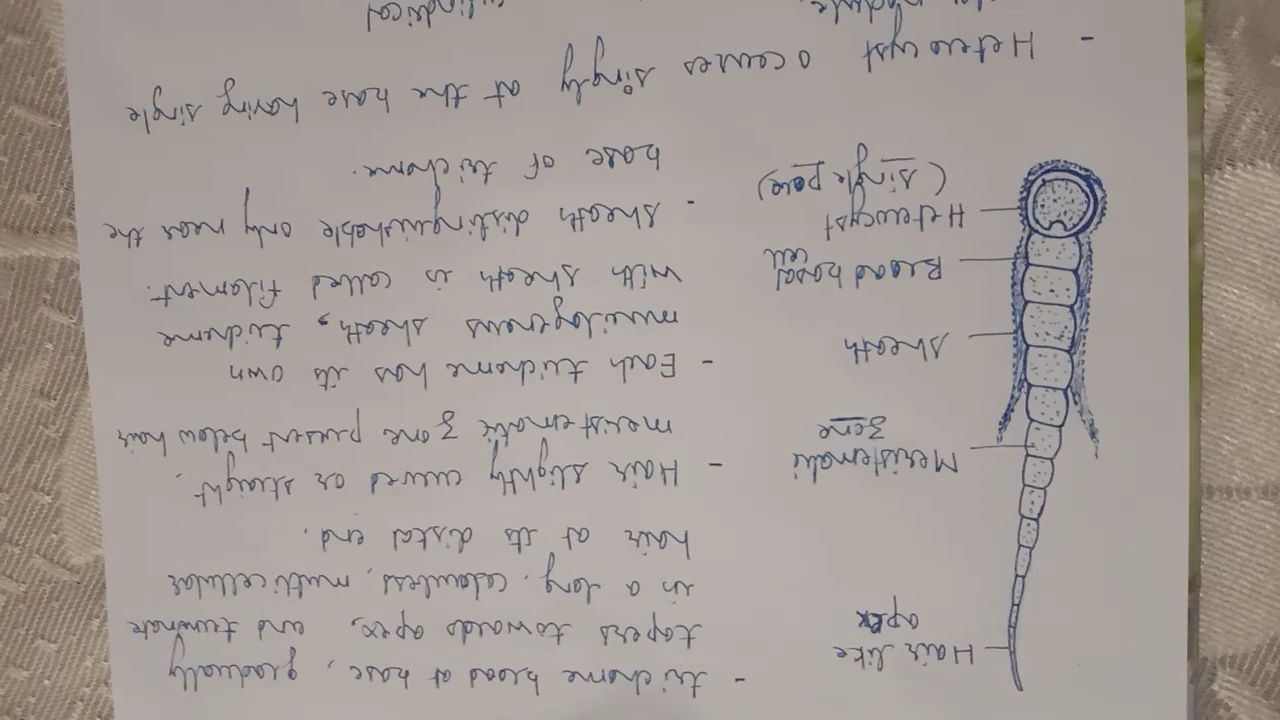 - trichome broad at base, gradually
tapers towards apex, and terminate
in a long, colourless, multicellular
hair at its distal end.
- Hair slightly curved or straight.
meristematic zone present below hair
- Each trichome has its own
mucilagenous sheath, trichome
with sheath is called filament.
- sheath distinguishable only near the
base of trichome.
- Heterocyst occures singly at the base having single
cylindrical
Hair like
apex
Meristematic
zone
sheath
Broad basal
cell
Heterocyst
(single pore)